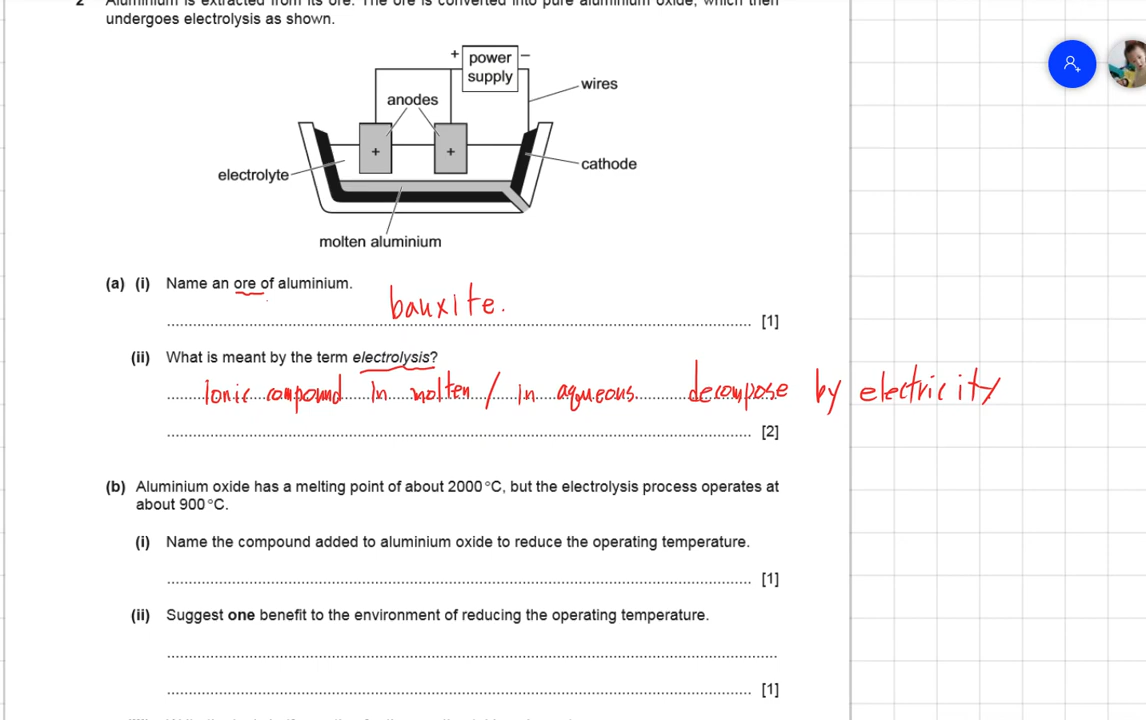 2 Aluminium is extracted from its ore. The ore is converted into pure aluminium oxide, which then
undergoes electrolysis as shown.
+ power supply −
wires
anodes
+ +
cathode
electrolyte
molten aluminium
(a) (i) Name an ore of aluminium.
bauxite.
[1]
(ii) What is meant by the term electrolysis?
Ionic compound in molten / in aqueous decompose by electricity
[2]
(b) Aluminium oxide has a melting point of about 2000 °C, but the electrolysis process operates at
about 900 °C.
(i) Name the compound added to aluminium oxide to reduce the operating temperature.
[1]
(ii) Suggest one benefit to the environment of reducing the operating temperature.
[1]